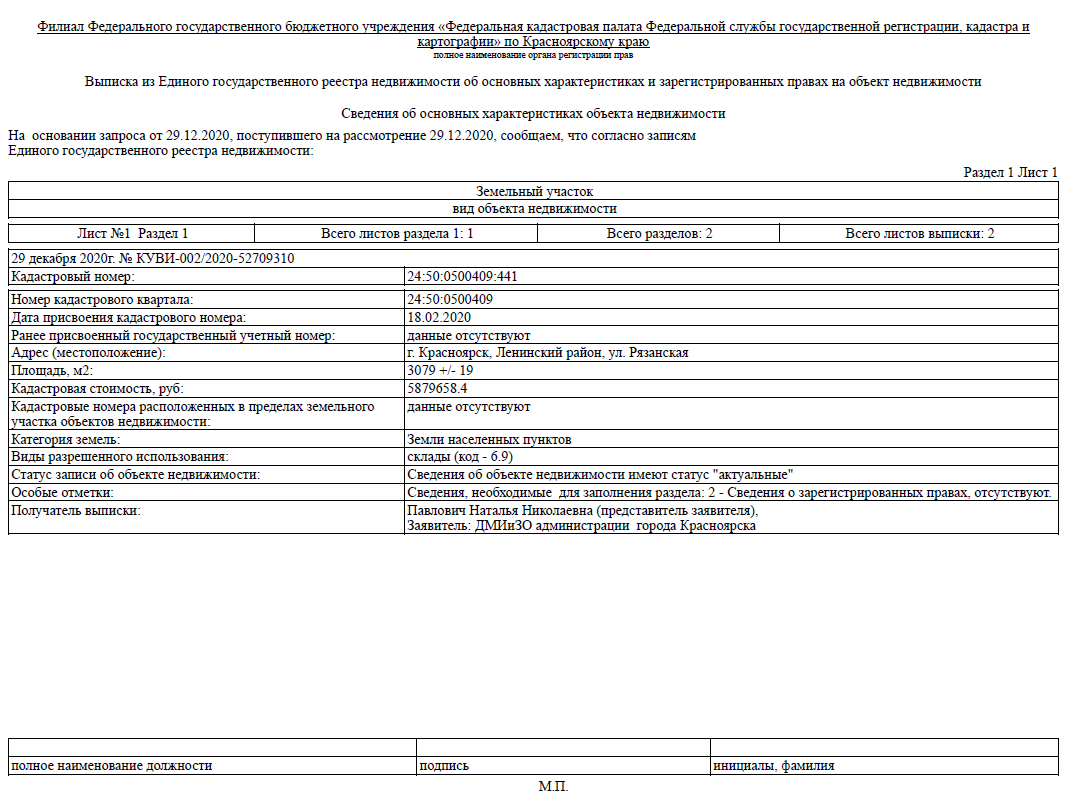 Филиал Федерального государственного бюджетного учреждения «Федеральная кадастровая палата Федеральной службы государственной регистрации, кадастра и
картографии» по Красноярскому краю
полное наименование органа регистрации прав
Выписка из Единого государственного реестра недвижимости об основных характеристиках и зарегистрированных правах на объект недвижимости
Сведения об основных характеристиках объекта недвижимости
На основании запроса от 29.12.2020, поступившего на рассмотрение 29.12.2020, сообщаем, что согласно записям
Единого государственного реестра недвижимости:
Раздел 1 Лист 1
Земельный участок
вид объекта недвижимости
Лист №1 Раздел 1 Всего листов раздела 1: 1 Всего разделов: 2 Всего листов выписки: 2
29 декабря 2020г. № КУВИ-002/2020-52709310
Кадастровый номер: 24:50:0500409:441
Номер кадастрового квартала: 24:50:0500409
Дата присвоения кадастрового номера: 18.02.2020
Ранее присвоенный государственный учетный номер: данные отсутствуют
Адрес (местоположение): г. Красноярск, Ленинский район, ул. Рязанская
Площадь, м2: 3079 +/- 19
Кадастровая стоимость, руб: 5879658.4
Кадастровые номера расположенных в пределах земельного данные отсутствуют
участка объектов недвижимости:
Категория земель: Земли населенных пунктов
Виды разрешенного использования: склады (код - 6.9)
Статус записи об объекте недвижимости: Сведения об объекте недвижимости имеют статус "актуальные"
Особые отметки: Сведения, необходимые для заполнения раздела: 2 - Сведения о зарегистрированных правах, отсутствуют.
Получатель выписки: Павлович Наталья Николаевна (представитель заявителя),
Заявитель: ДМИиЗО администрации города Красноярска
полное наименование должности подпись инициалы, фамилия
М.П.